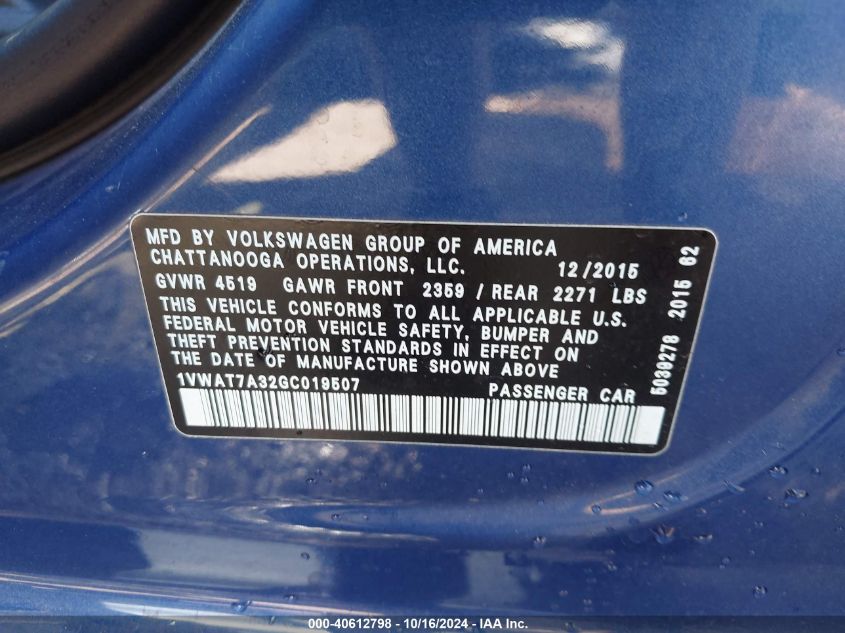 MFD BY VOLKSWAGEN GROUP OF AMERICA
CHATTANOOGA OPERATIONS, LLC. 12/2015
GVWR 4519 GAWR FRONT 2359 / REAR 2271 LBS
THIS VEHICLE CONFORMS TO ALL APPLICABLE U.S.
FEDERAL MOTOR VEHICLE SAFETY, BUMPER AND
THEFT PREVENTION STANDARDS IN EFFECT ON
THE DATE OF MANUFACTURE SHOWN ABOVE
1VWAT7A32GC019507 PASSENGER CAR
5039278 2015 62
000-40612798 - 10/16/2024 - IAA Inc.